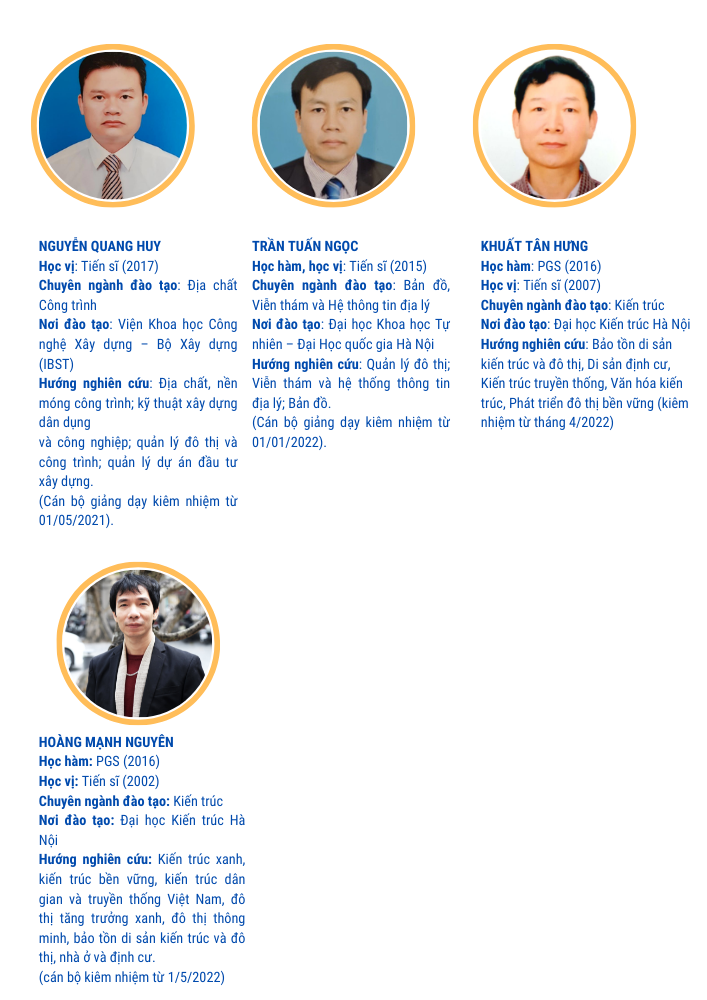 NGUYỄN QUANG HUY
Học vị: Tiến sĩ (2017)
Chuyên ngành đào tạo: Địa chất
Công trình
Nơi đào tạo: Viện Khoa học Công
nghệ Xây dựng – Bộ Xây dựng
(IBST)
Hướng nghiên cứu: Địa chất, nền
móng công trình; kỹ thuật xây dựng
dân dụng
và công nghiệp; quản lý đô thị và
công trình; quản lý dự án đầu tư
xây dựng.
(Cán bộ giảng dạy kiêm nhiệm từ
01/05/2021).
TRẦN TUẤN NGỌC
Học hàm, học vị: Tiến sĩ (2015)
Chuyên ngành đào tạo: Bản đồ,
Viễn thám và Hệ thông tin địa lý
Nơi đào tạo: Đại học Khoa học Tự
nhiên – Đại Học quốc gia Hà Nội
Hướng nghiên cứu: Quản lý đô thị;
Viễn thám và hệ thống thông tin
địa lý; Bản đồ.
(Cán bộ giảng dạy kiêm nhiệm từ
01/01/2022).
KHUẤT TÂN HƯNG
Học hàm: PGS (2016)
Học vị: Tiến sĩ (2007)
Chuyên ngành đào tạo: Kiến trúc
Nơi đào tạo: Đại học Kiến trúc Hà Nội
Hướng nghiên cứu: Bảo tồn di sản
kiến trúc và đô thị, Di sản định cư,
Kiến trúc truyền thống, Văn hóa kiến
trúc, Phát triển đô thị bền vững (kiêm
nhiệm từ tháng 4/2022)
HOÀNG MẠNH NGUYÊN
Học hàm: PGS (2016)
Học vị: Tiến sĩ (2002)
Chuyên ngành đào tạo: Kiến trúc
Nơi đào tạo: Đại học Kiến trúc Hà
Nội
Hướng nghiên cứu: Kiến trúc xanh,
kiến trúc bền vững, kiến trúc dân
gian và truyền thống Việt Nam, đô
thị tăng trưởng xanh, đô thị thông
minh, bảo tồn di sản kiến trúc và đô
thị, nhà ở và định cư.
(cán bộ kiêm nhiệm từ 1/5/2022)